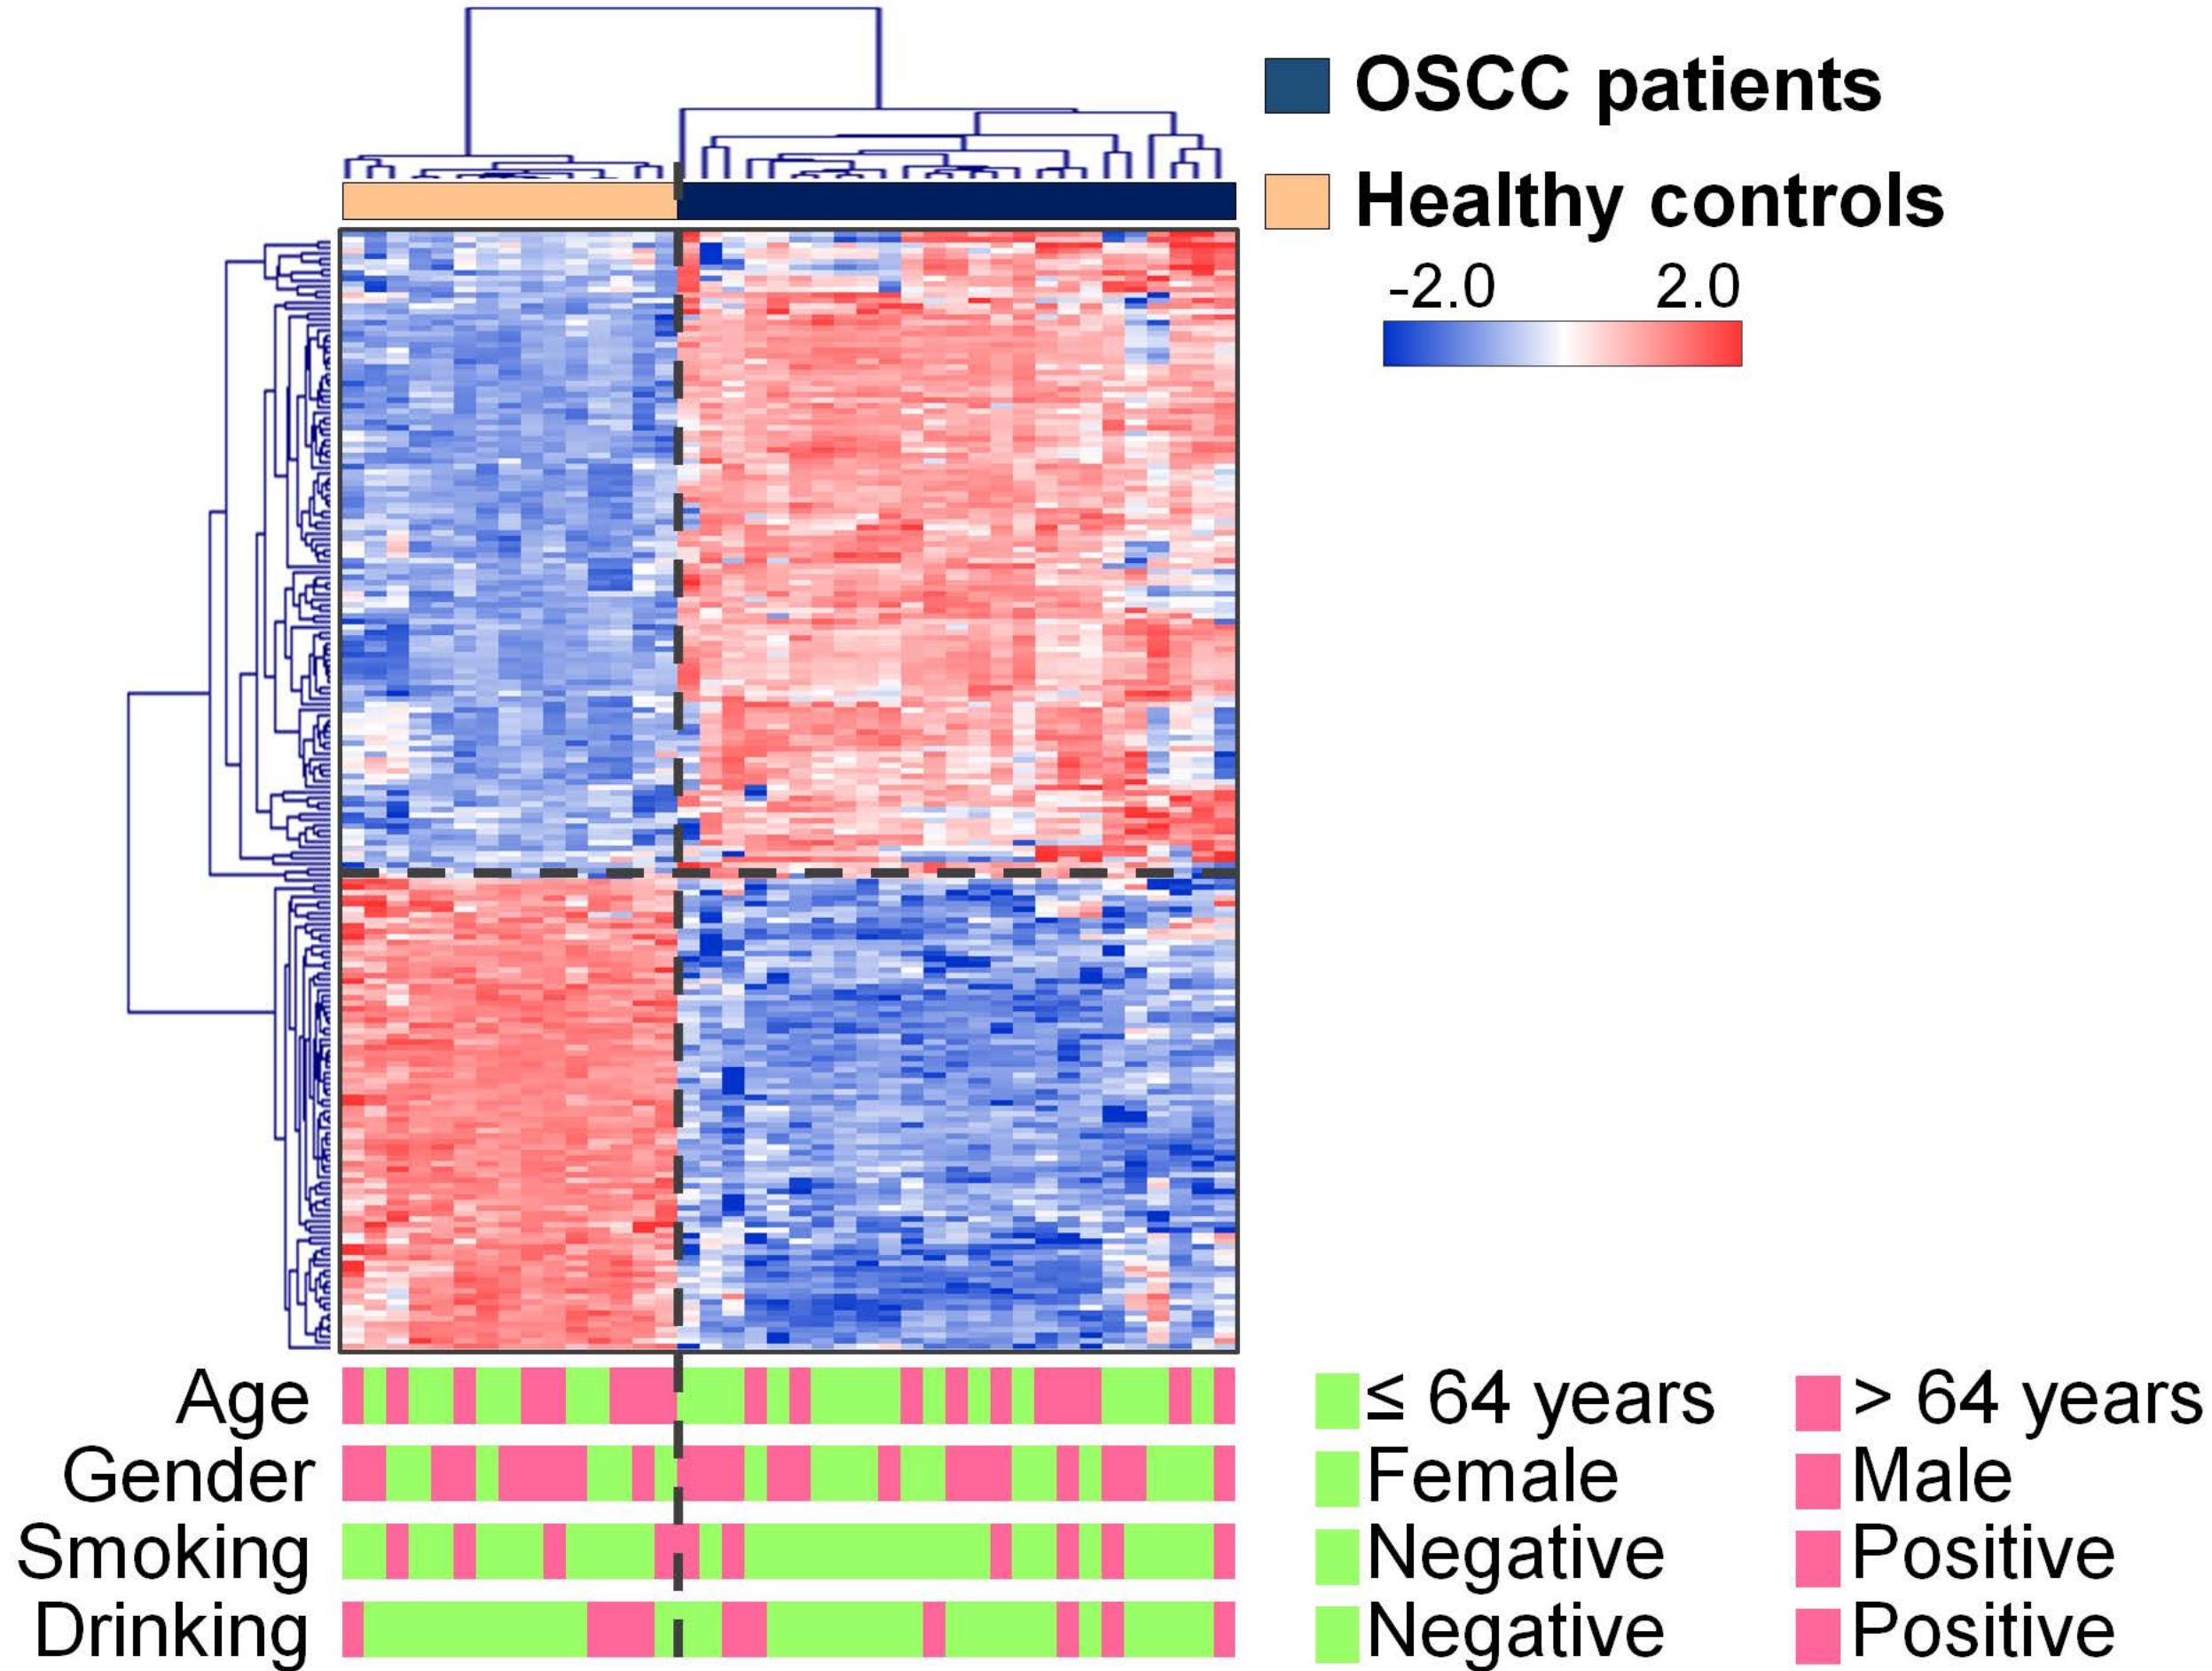 OSCC patients
Healthy controls
-2.0 2.0
Age ≤ 64 years > 64 years
Gender Female Male
Smoking Negative Positive
Drinking Negative Positive